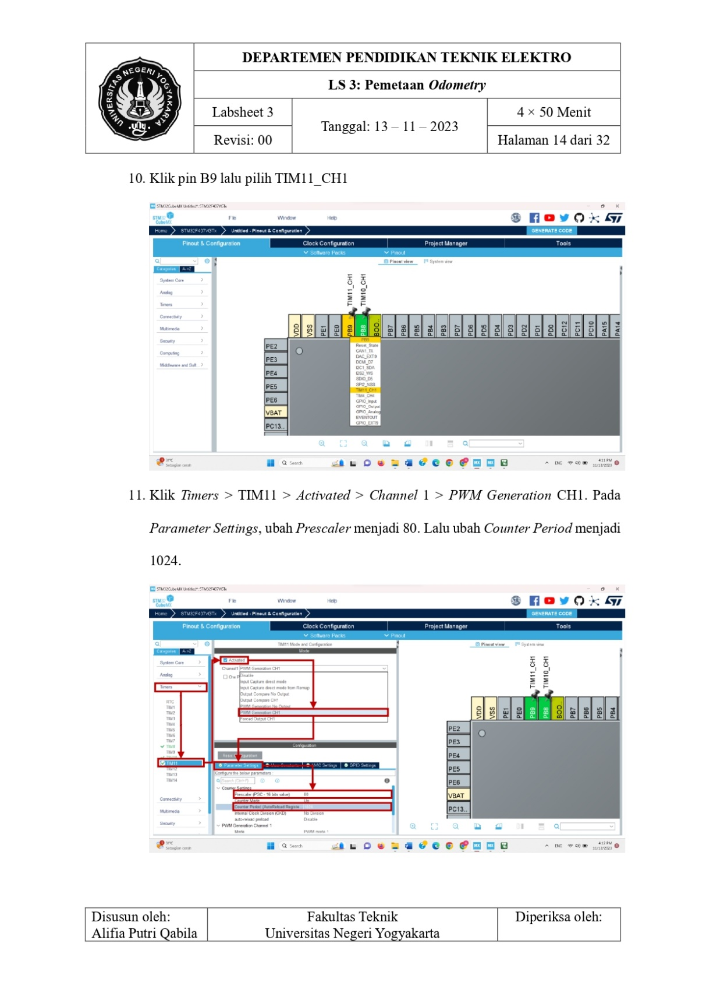 UNIVERSITAS NEGERI YOGYAKARTA
uny
DEPARTEMEN PENDIDIKAN TEKNIK ELEKTRO
LS 3: Pemetaan Odometry
Labsheet 3
Tanggal: 13 – 11 – 2023
4 × 50 Menit
Revisi: 00
Halaman 14 dari 32
10. Klik pin B9 lalu pilih TIM11_CH1
MX STM32CubeMX Untitled*: STM32F407VGTx
STM32
CubeMX
File Window Help
Home STM32F407VGTx Untitled - Pinout & Configuration GENERATE CODE
Pinout & Configuration Clock Configuration Project Manager Tools
Software Packs Pinout
Pinout view System view
Categories A->Z
System Core
Analog
Timers
Connectivity
Multimedia
Security
Computing
Middleware and Soft...
TIM11_CH1
TIM10_CH1
VDD VSS PE1 PE0 PB9 PB8 BOO.. PB7 PB6 PB5 PB4 PB3 PD7 PD6 PD5 PD4 PD3 PD2 PD1 PD0 PC12 PC11 PC10 PA15 PA14
PE2
PE3
PE4
PE5
PE6
VBAT
PC13..
PB9
Reset_State
CAN1_TX
DAC_EXTI9
DCMI_D7
I2C1_SDA
I2S2_WS
SDIO_D5
SPI2_NSS
TIM11_CH1
TIM4_CH4
GPIO_Input
GPIO_Output
GPIO_Analog
EVENTOUT
GPIO_EXTI9
31°C
Sebagian cerah
Search
ENG
4:11 PM
11/12/2023
11. Klik Timers > TIM11 > Activated > Channel 1 > PWM Generation CH1. Pada
Parameter Settings, ubah Prescaler menjadi 80. Lalu ubah Counter Period menjadi
1024.
MX STM32CubeMX Untitled*: STM32F407VGTx
STM32
CubeMX
File Window Help
Home STM32F407VGTx Untitled - Pinout & Configuration GENERATE CODE
Pinout & Configuration Clock Configuration Project Manager Tools
Software Packs Pinout
Categories A->Z
System Core
Analog
Timers
RTC
TIM1
TIM2
TIM3
TIM4
TIM5
TIM6
TIM7
TIM8
TIM9
TIM11
TIM12
TIM13
TIM14
Connectivity
Multimedia
Security
TIM11 Mode and Configuration
Mode
Activated
Channel1 PWM Generation CH1
One P
Disable
Input Capture direct mode
Input Capture direct mode from Remap
Output Compare No Output
Output Compare CH1
PWM Generation No Output
PWM Generation CH1
Forced Output CH1
Configuration
Parameter Settings NVIC Settings GPIO Settings
Configure the below parameters :
Search (Ctrl+F)
Counter Settings
Prescaler (PSC - 16 bits value) 80
Counter Mode Up
Counter Period (AutoReload Registe...
Internal Clock Division (CKD) No Division
auto-reload preload Disable
PWM Generation Channel 1
Mode PWM mode 1
Pinout view System view
TIM11_CH1
TIM10_CH1
VDD VSS PE1 PE0 PB9 PB8 BOO.. PB7 PB6 PB5 PB4
PE2
PE3
PE4
PE5
PE6
VBAT
PC13..
31°C
Sebagian cerah
Search
ENG
4:12 PM
11/12/2023
Disusun oleh:
Alifia Putri Qabila
Fakultas Teknik
Universitas Negeri Yogyakarta
Diperiksa oleh: